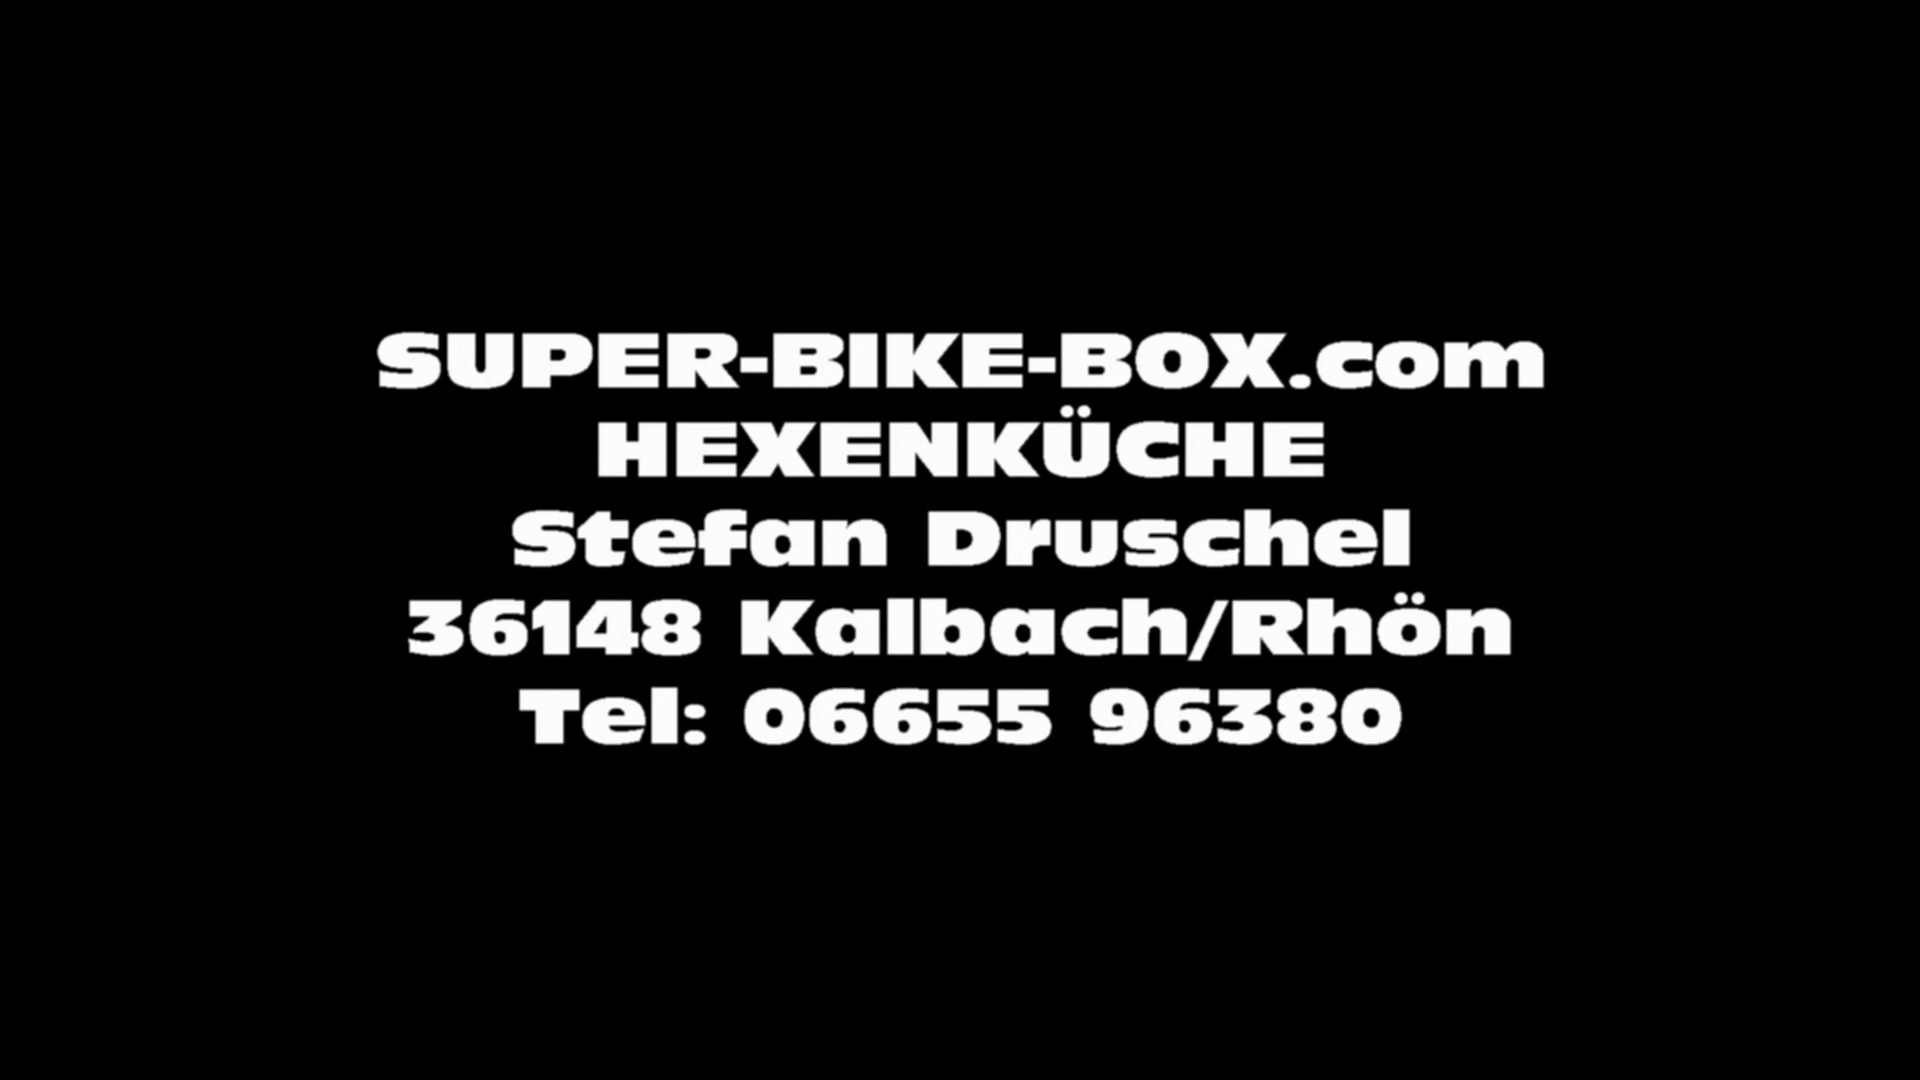 SUPER-BIKE-BOX.com
HEXENKÜCHE
Stefan Druschel
36148 Kalbach/Rhön
Tel: 06655 96380